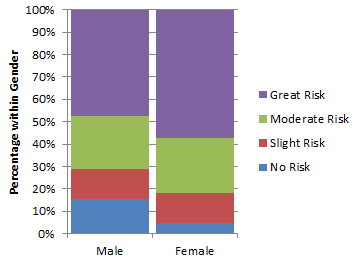 Percentage within Gender
100%
90%
80%
70%
60%
50%
40%
30%
20%
10%
0%
Male
Female
Great Risk
Moderate Risk
Slight Risk
No Risk